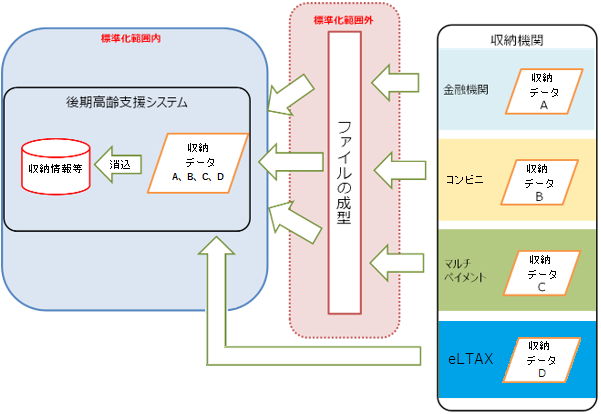 標準化範囲内
後期高齢支援システム
収納情報等
消込
収納
データ
A、B、C、D
標準化範囲外
ファイルの成型
収納機関
金融機関
収納
データ
A
コンビニ
収納
データ
B
マルチ
ペイメント
収納
データ
C
eLTAX
収納
データ
D